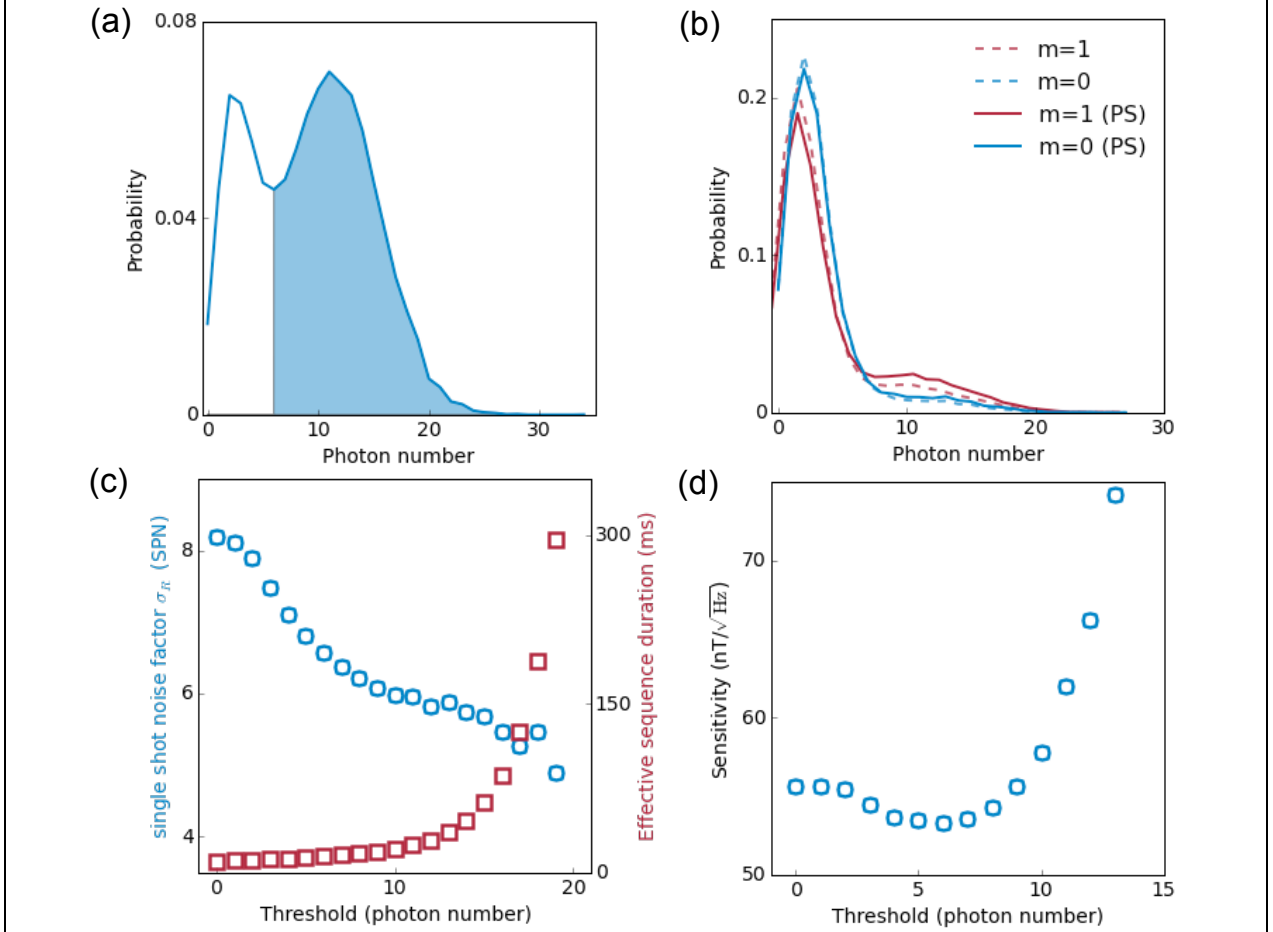 (a)
0.08
0.04
0
Probability
0 10 20 30
Photon number
(b)
0.2
0.1
0
Probability
m=1
m=0
m=1 (PS)
m=0 (PS)
0 10 20 30
Photon number
(c)
single shot noise factor σ_R (SPN)
8
6
4
300
150
0
Effective sequence duration (ms)
0 10 20
Threshold (photon number)
(d)
Sensitivity (nT/√Hz)
70
60
50
0 5 10 15
Threshold (photon number)